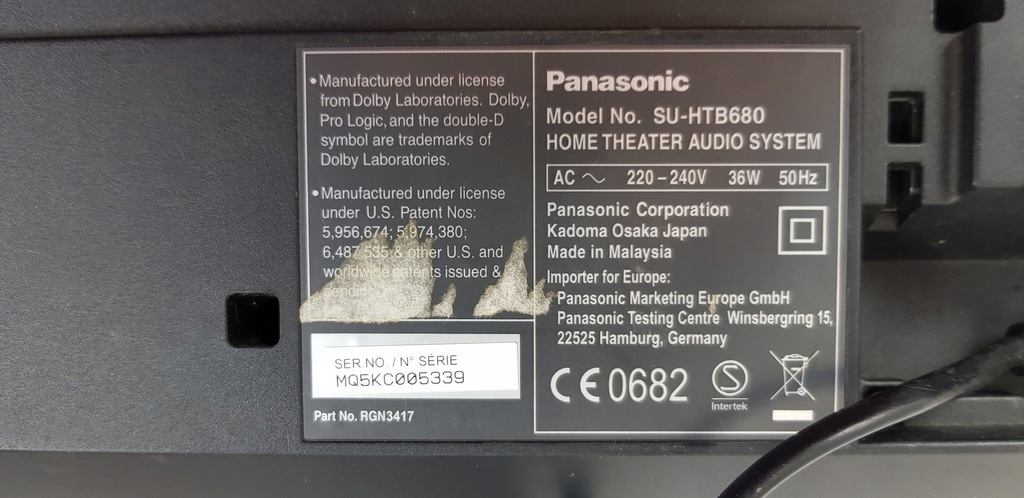 • Manufactured under license
from Dolby Laboratories. Dolby,
Pro Logic, and the double-D
symbol are trademarks of
Dolby Laboratories.
• Manufactured under license
under U.S. Patent Nos:
5,956,674; 5,974,380;
6,487,535 & other U.S. and
worldwide patents issued &
pending.
SER.NO. / N° SÉRIE
MQ5KC005339
Part No. RGN3417
Panasonic
Model No. SU-HTB680
HOME THEATER AUDIO SYSTEM
AC ～ 220 – 240V 36W 50Hz
Panasonic Corporation
Kadoma Osaka Japan
Made in Malaysia
Importer for Europe:
Panasonic Marketing Europe GmbH
Panasonic Testing Centre Winsbergring 15,
22525 Hamburg, Germany
CE 0682
S
Intertek